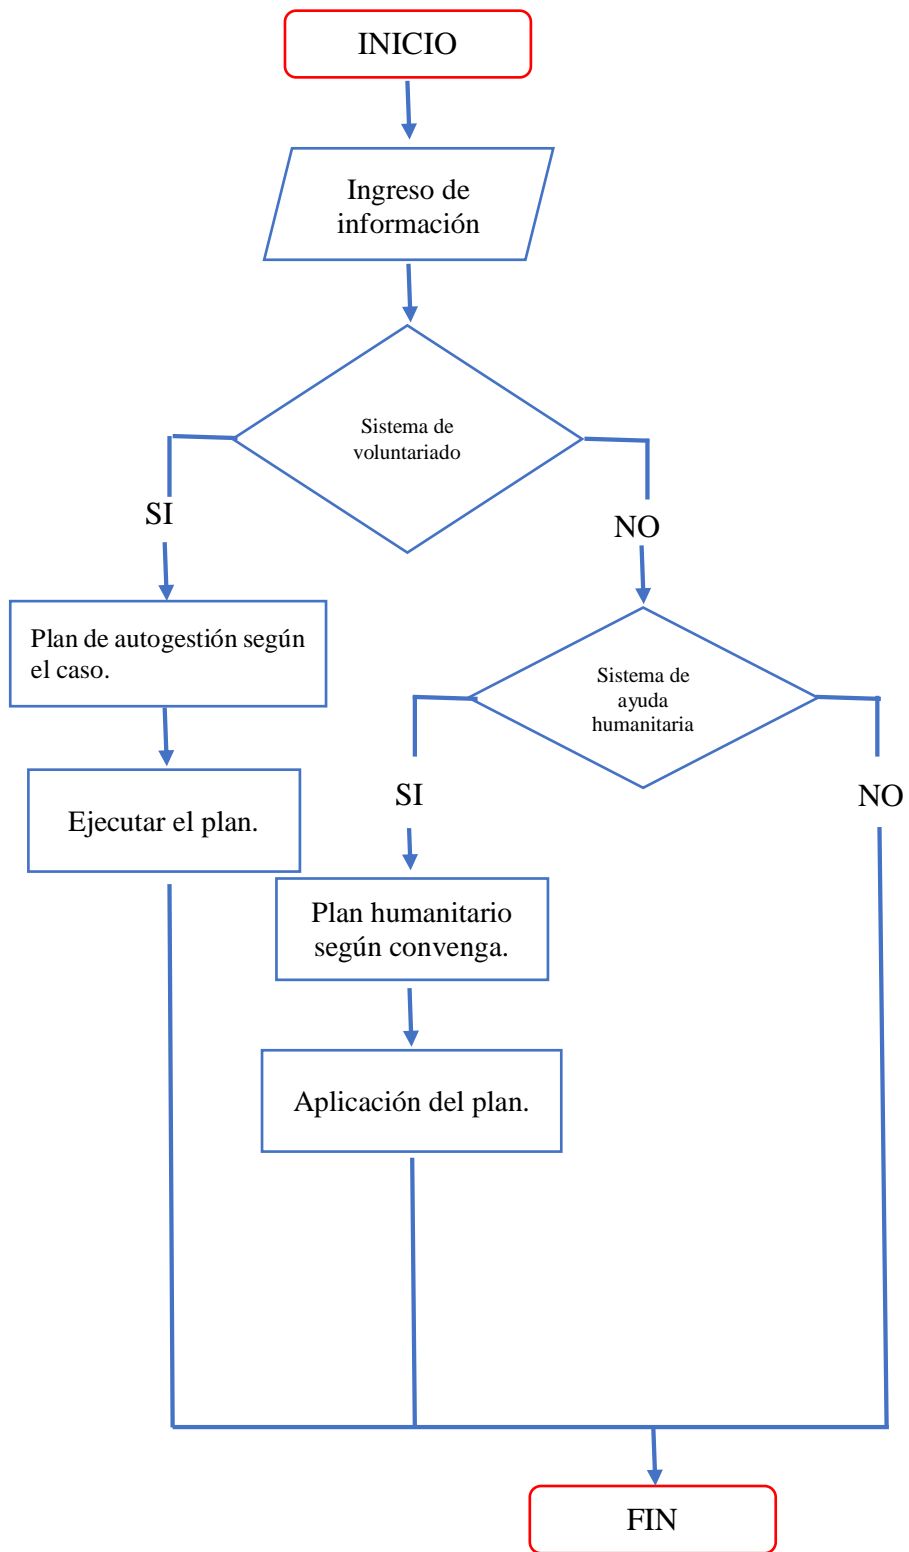 INICIO
Ingreso de
información
Sistema de
voluntariado
SI
NO
Plan de autogestión según
el caso.
Sistema de
ayuda
humanitaria
Ejecutar el plan.
SI
NO
Plan humanitario
según convenga.
Aplicación del plan.
FIN